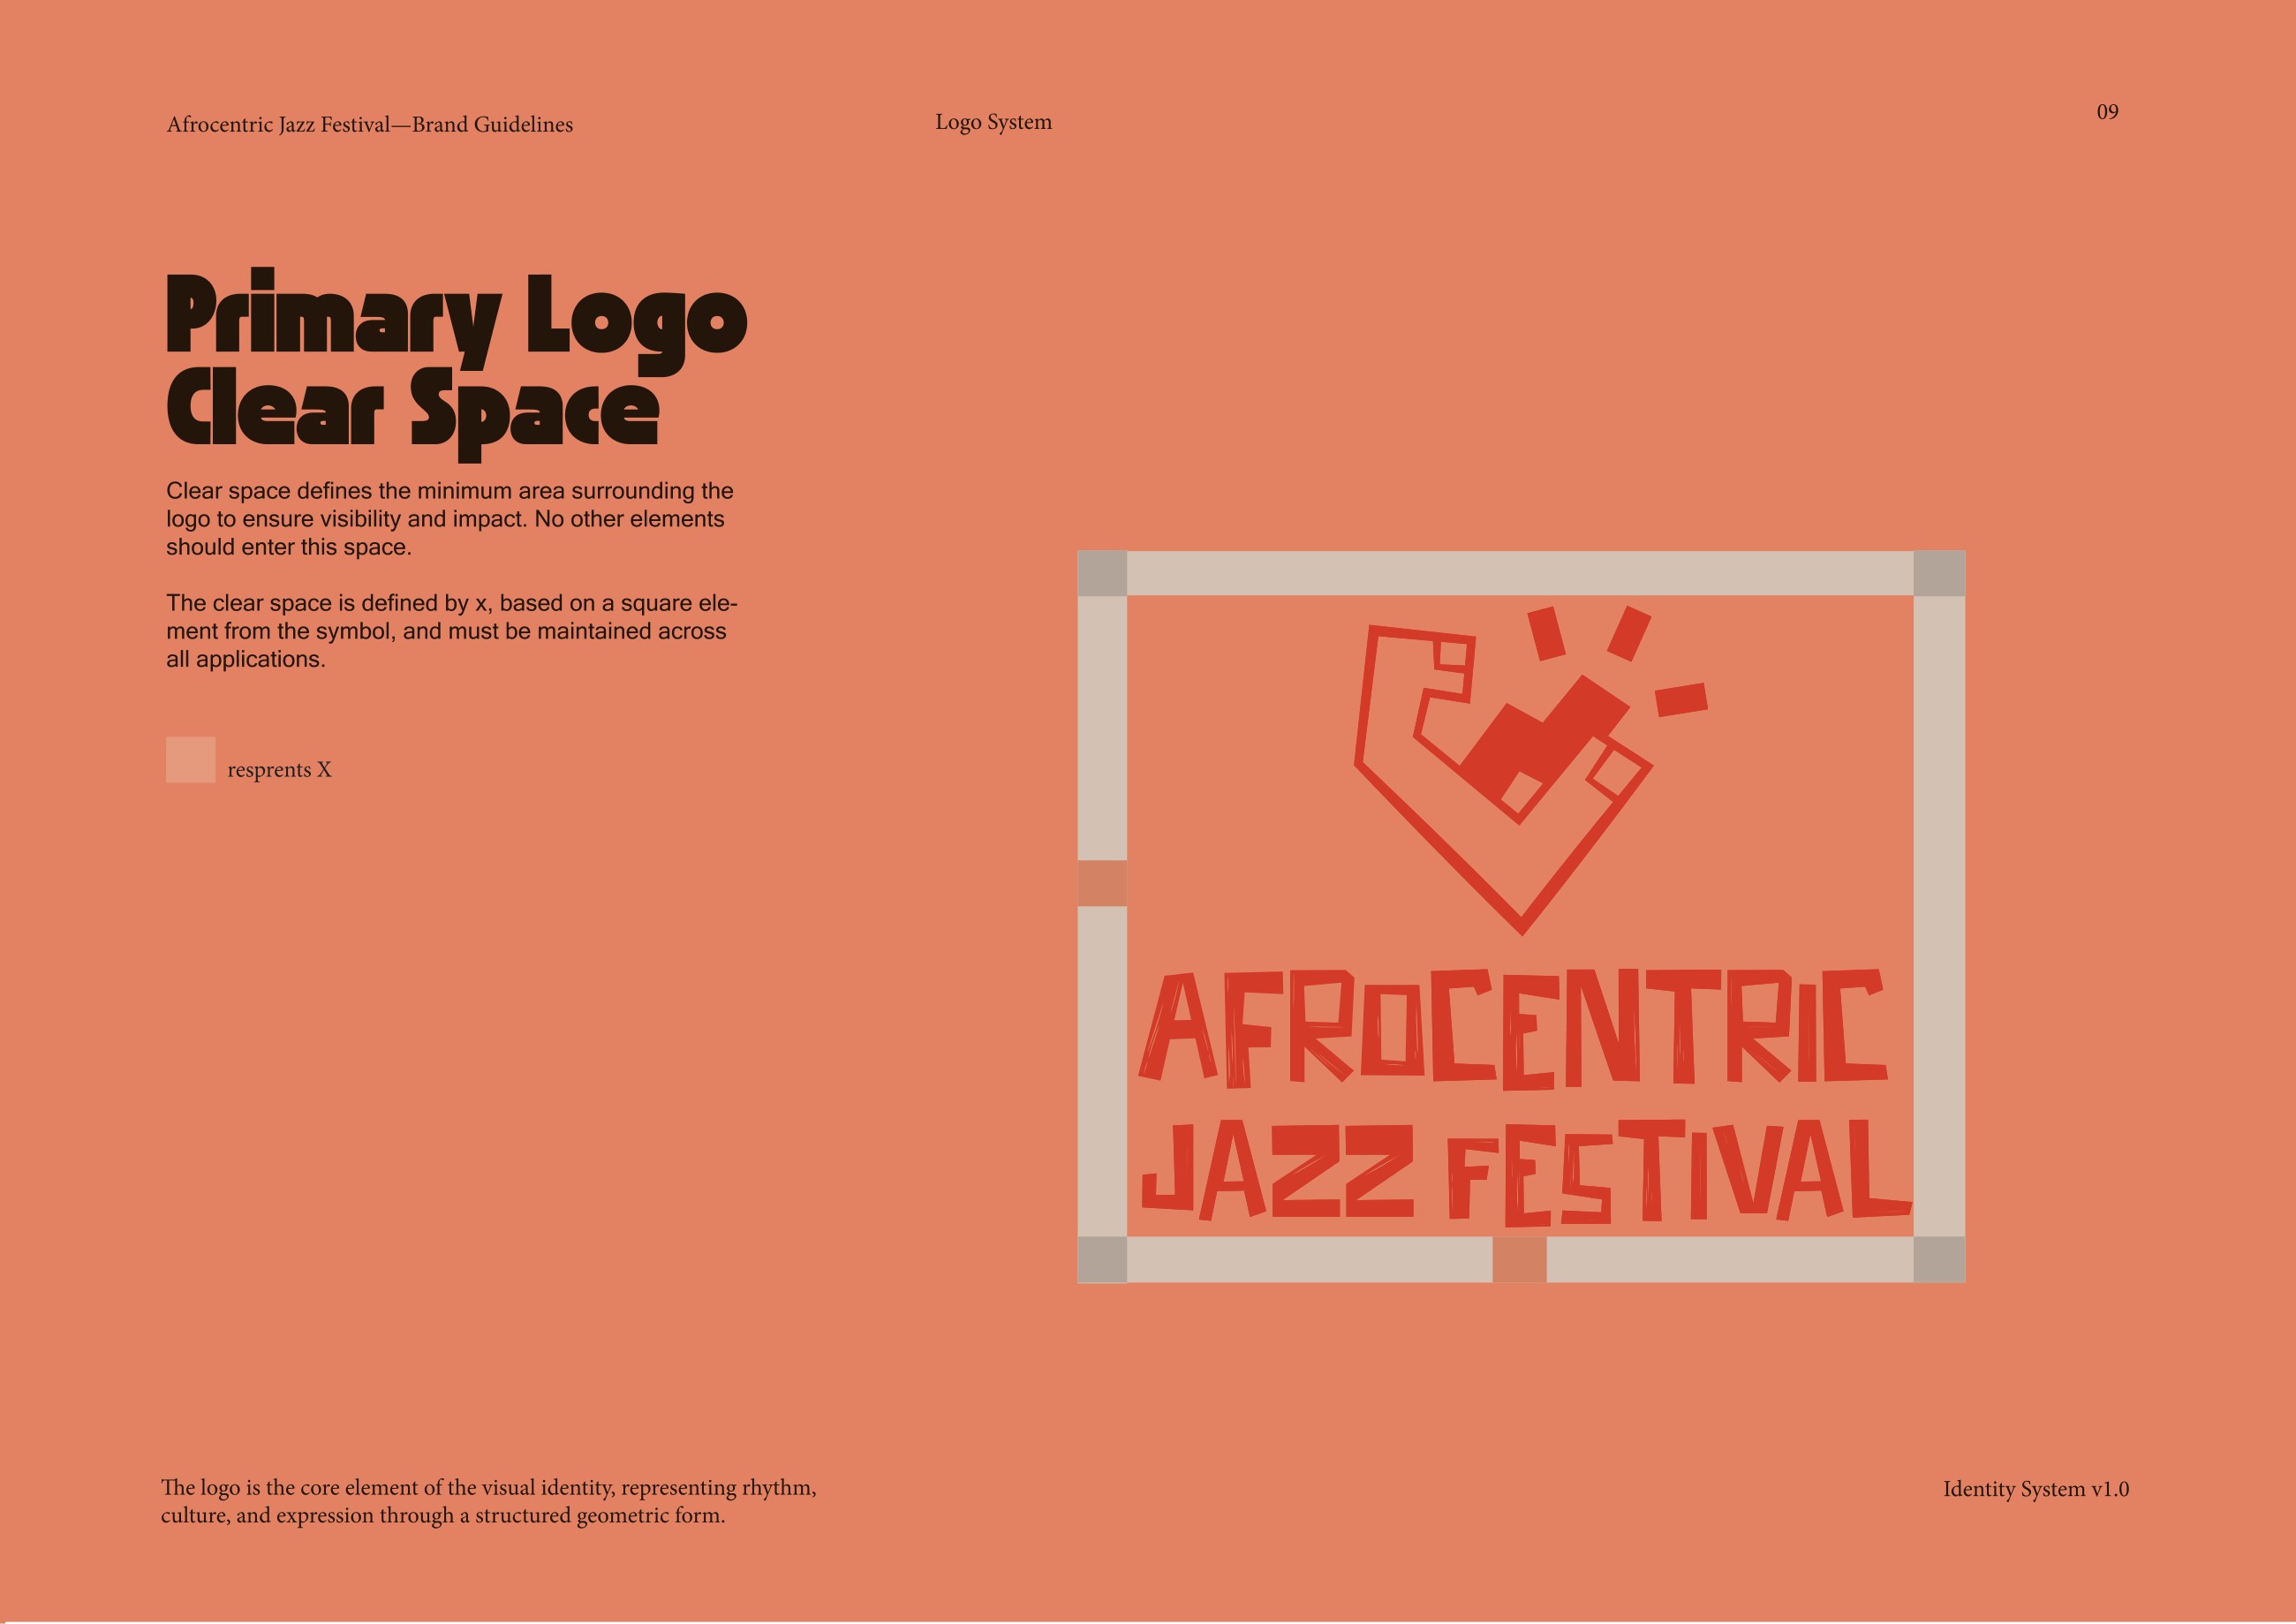 Afrocentric Jazz Festival—Brand Guidelines
Logo System
09
Primary Logo
Clear Space
Clear space defines the minimum area surrounding the
logo to ensure visibility and impact. No other elements
should enter this space.
The clear space is defined by x, based on a square ele-
ment from the symbol, and must be maintained across
all applications.
resprents X
AFROCENTRIC
JAZZ FESTIVAL
The logo is the core element of the visual identity, representing rhythm,
culture, and expression through a structured geometric form.
Identity System v1.0